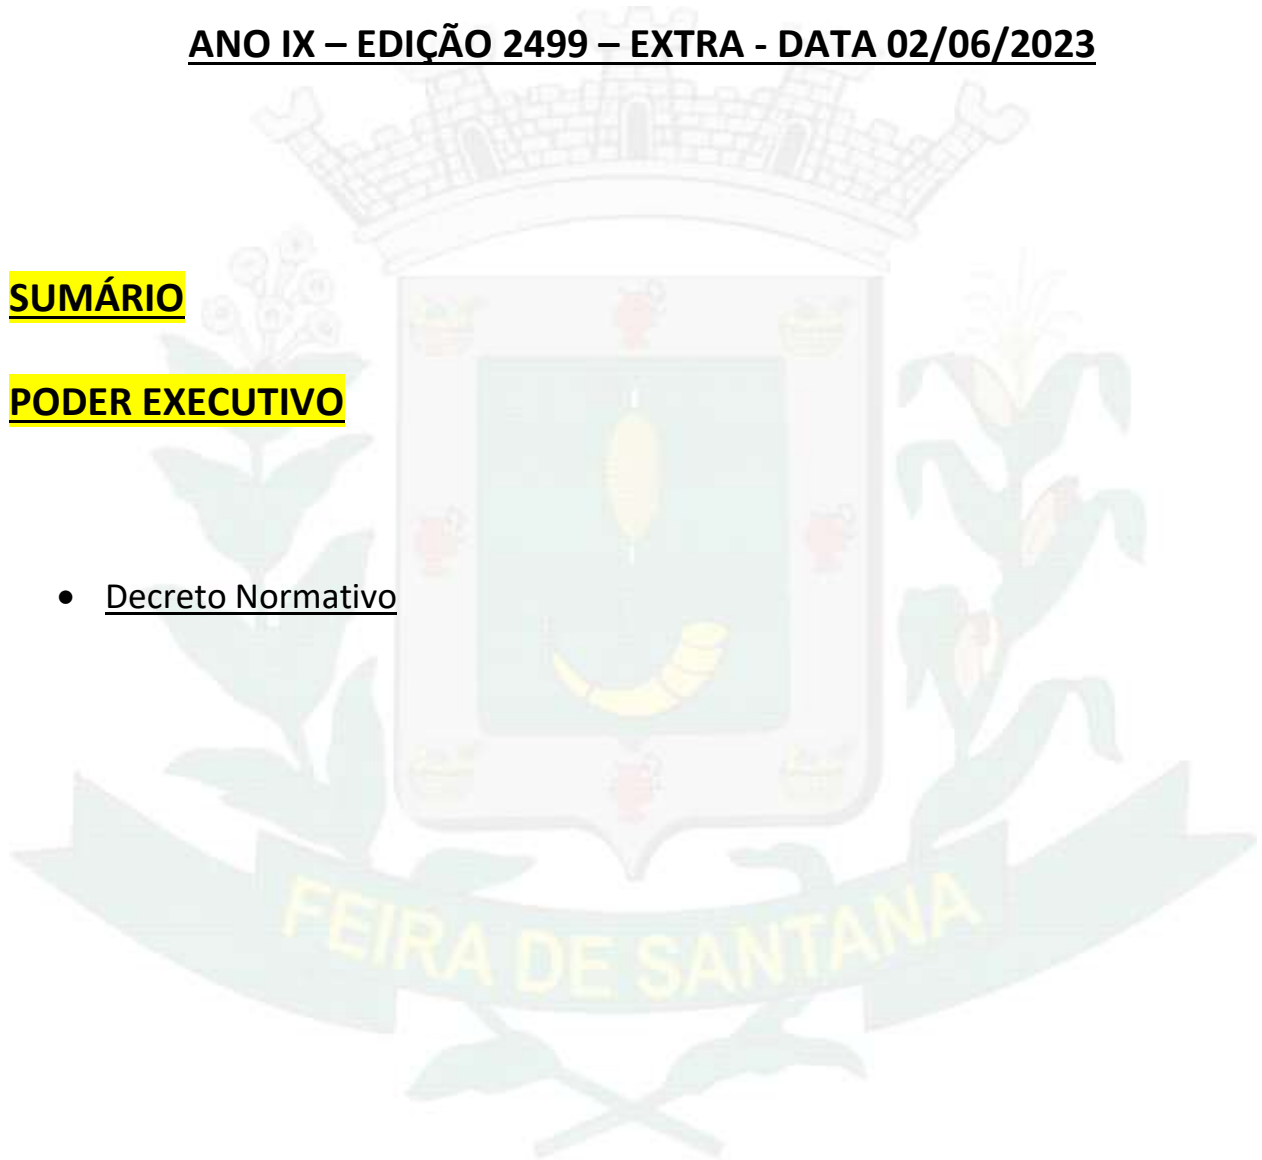 ANO IX – EDIÇÃO 2499 – EXTRA - DATA 02/06/2023
SUMÁRIO
PODER EXECUTIVO
• Decreto Normativo
FEIRA DE SANTANA